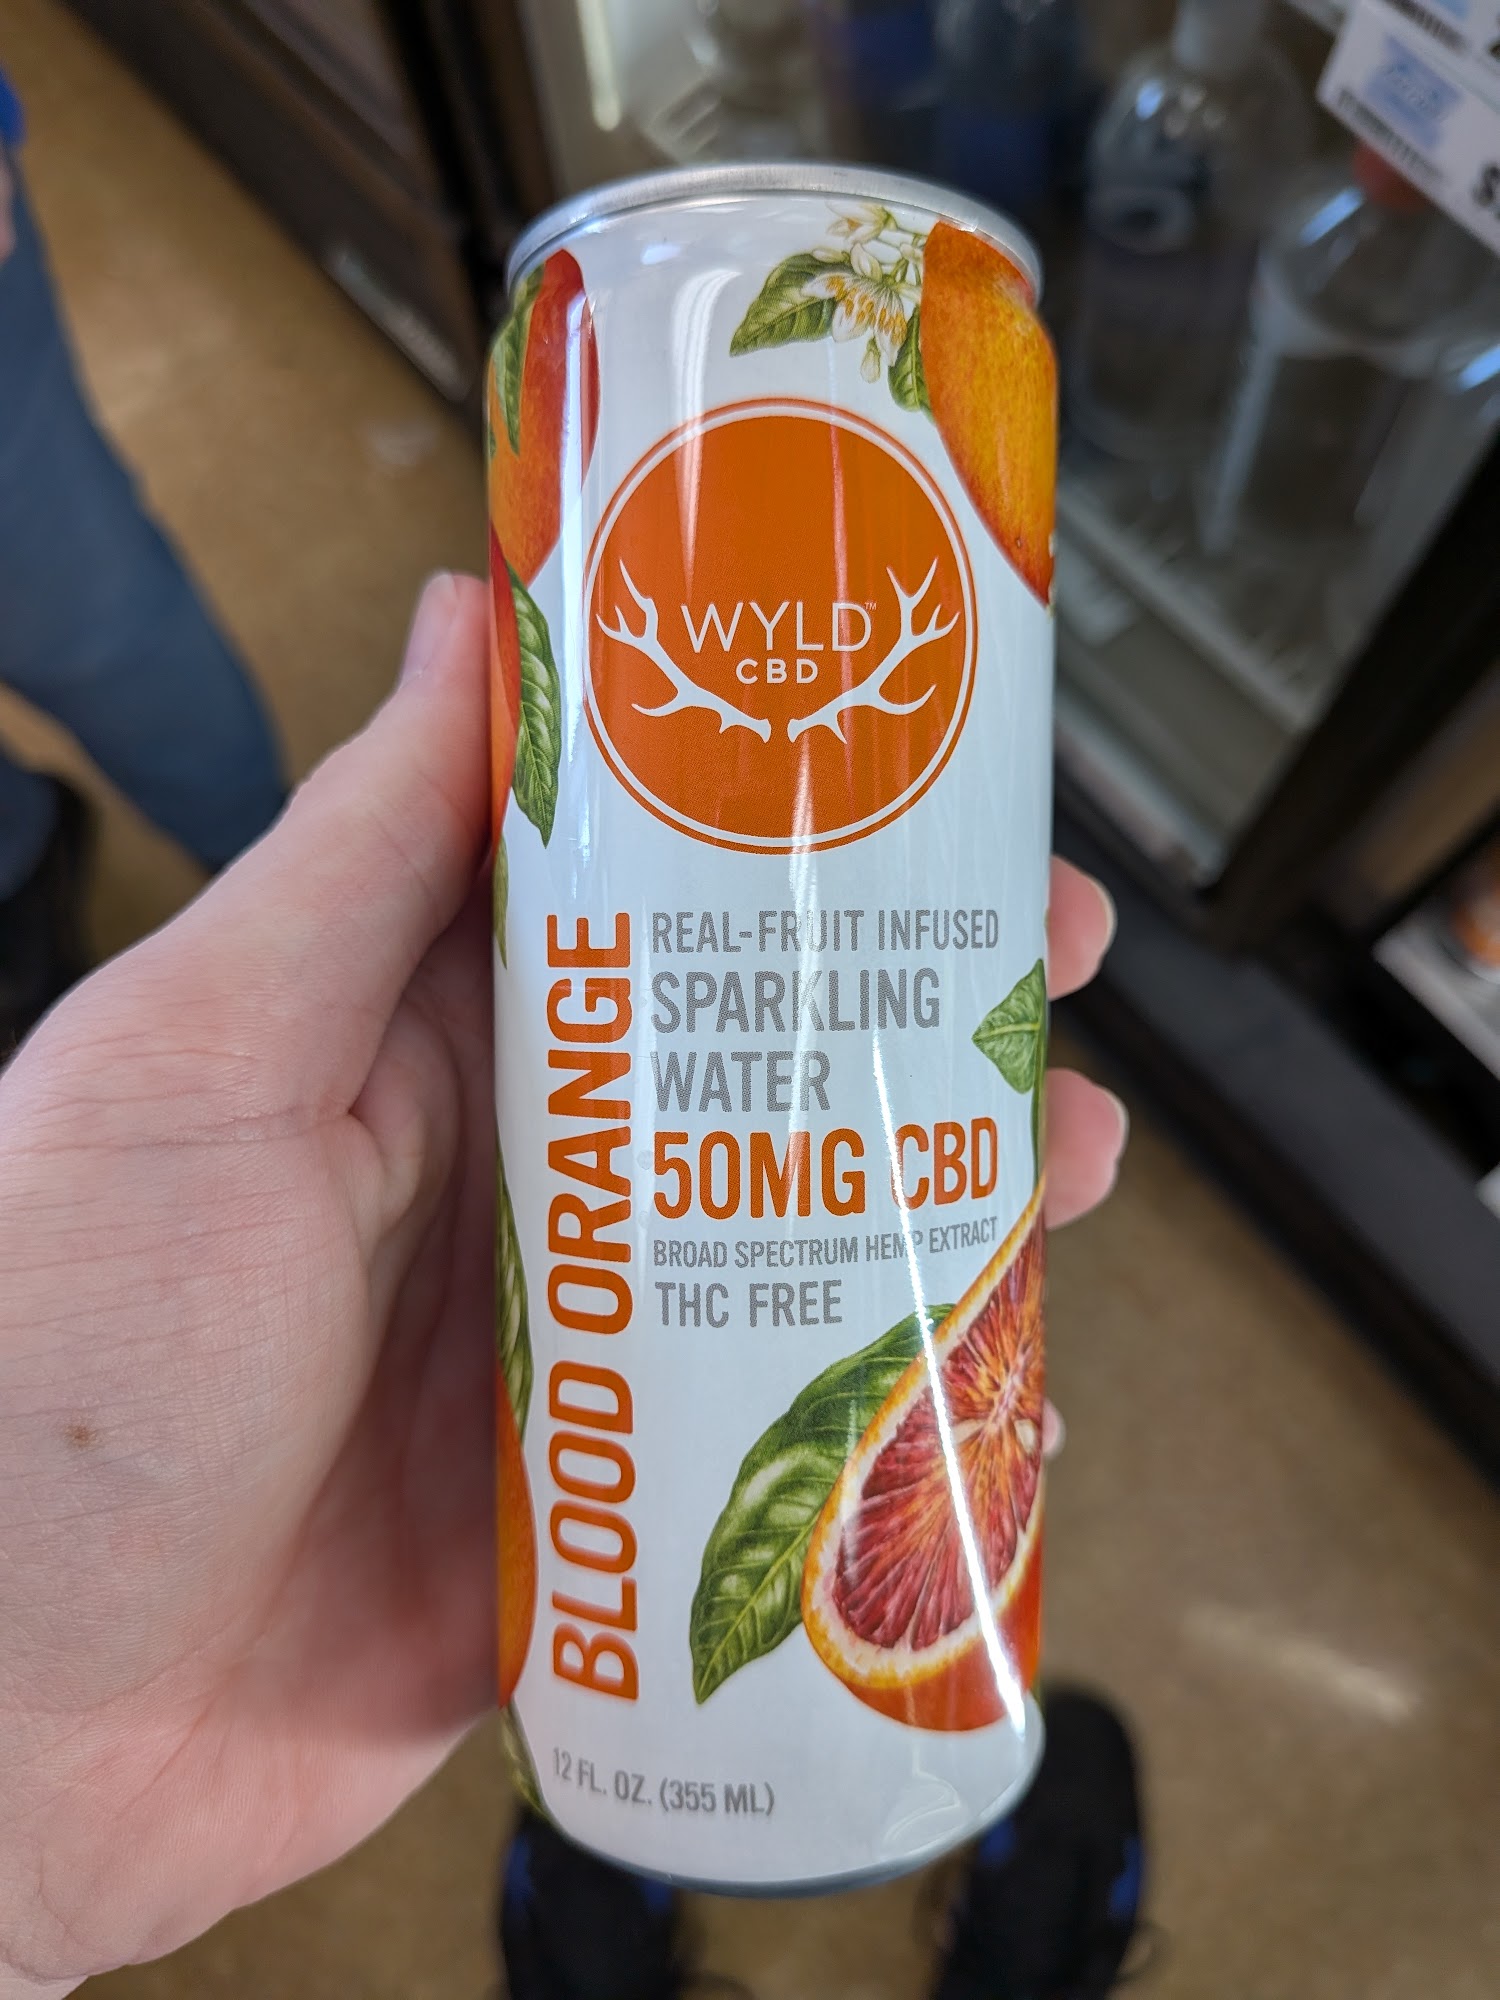 WYLD™
CBD
BLOOD ORANGE
REAL-FRUIT INFUSED
SPARKLING
WATER
50MG CBD
BROAD SPECTRUM HEMP EXTRACT
THC FREE
12 FL. OZ. (355 ML)